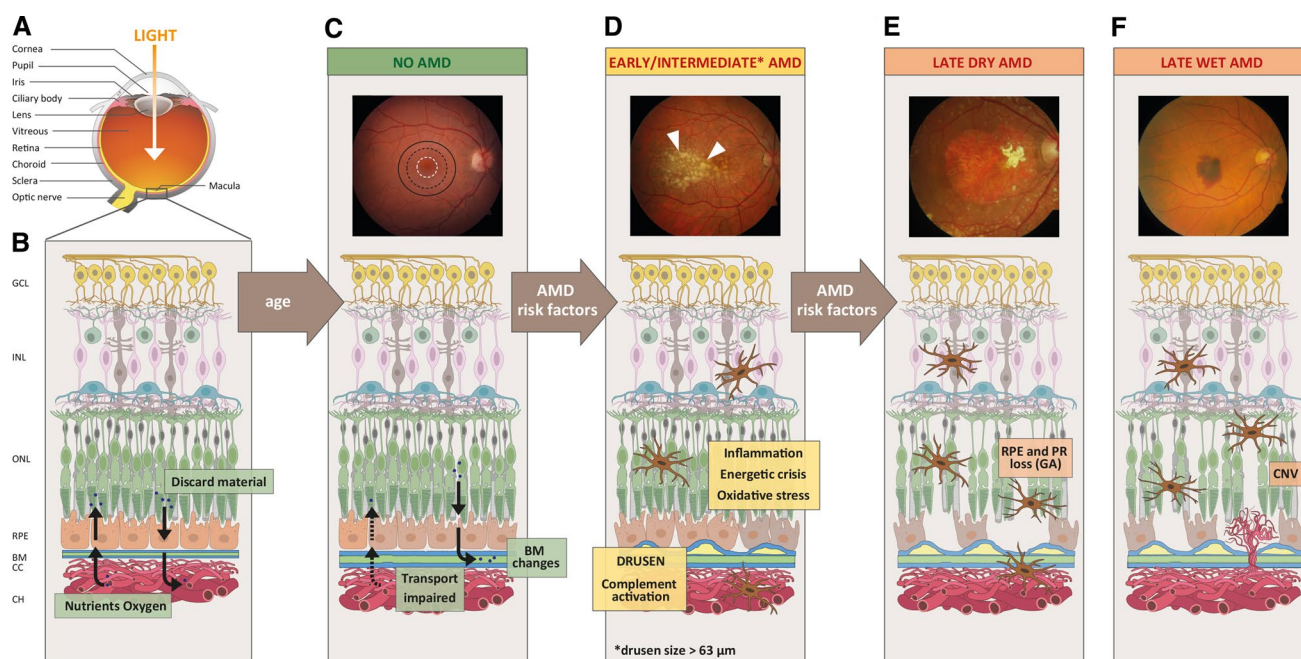 A
LIGHT
Cornea
Pupil
Iris
Ciliary body
Lens
Vitreous
Retina
Choroid
Sclera
Optic nerve
Macula
B
GCL
INL
ONL
RPE
BM
CC
CH
Discard material
Nutrients Oxygen
age
C
NO AMD
Transport
impaired
BM
changes
AMD
risk factors
D
EARLY/INTERMEDIATE* AMD
Inflammation
Energetic crisis
Oxidative stress
DRUSEN
Complement
activation
*drusen size > 63 μm
AMD
risk factors
E
LATE DRY AMD
RPE and PR
loss (GA)
F
LATE WET AMD
CNV